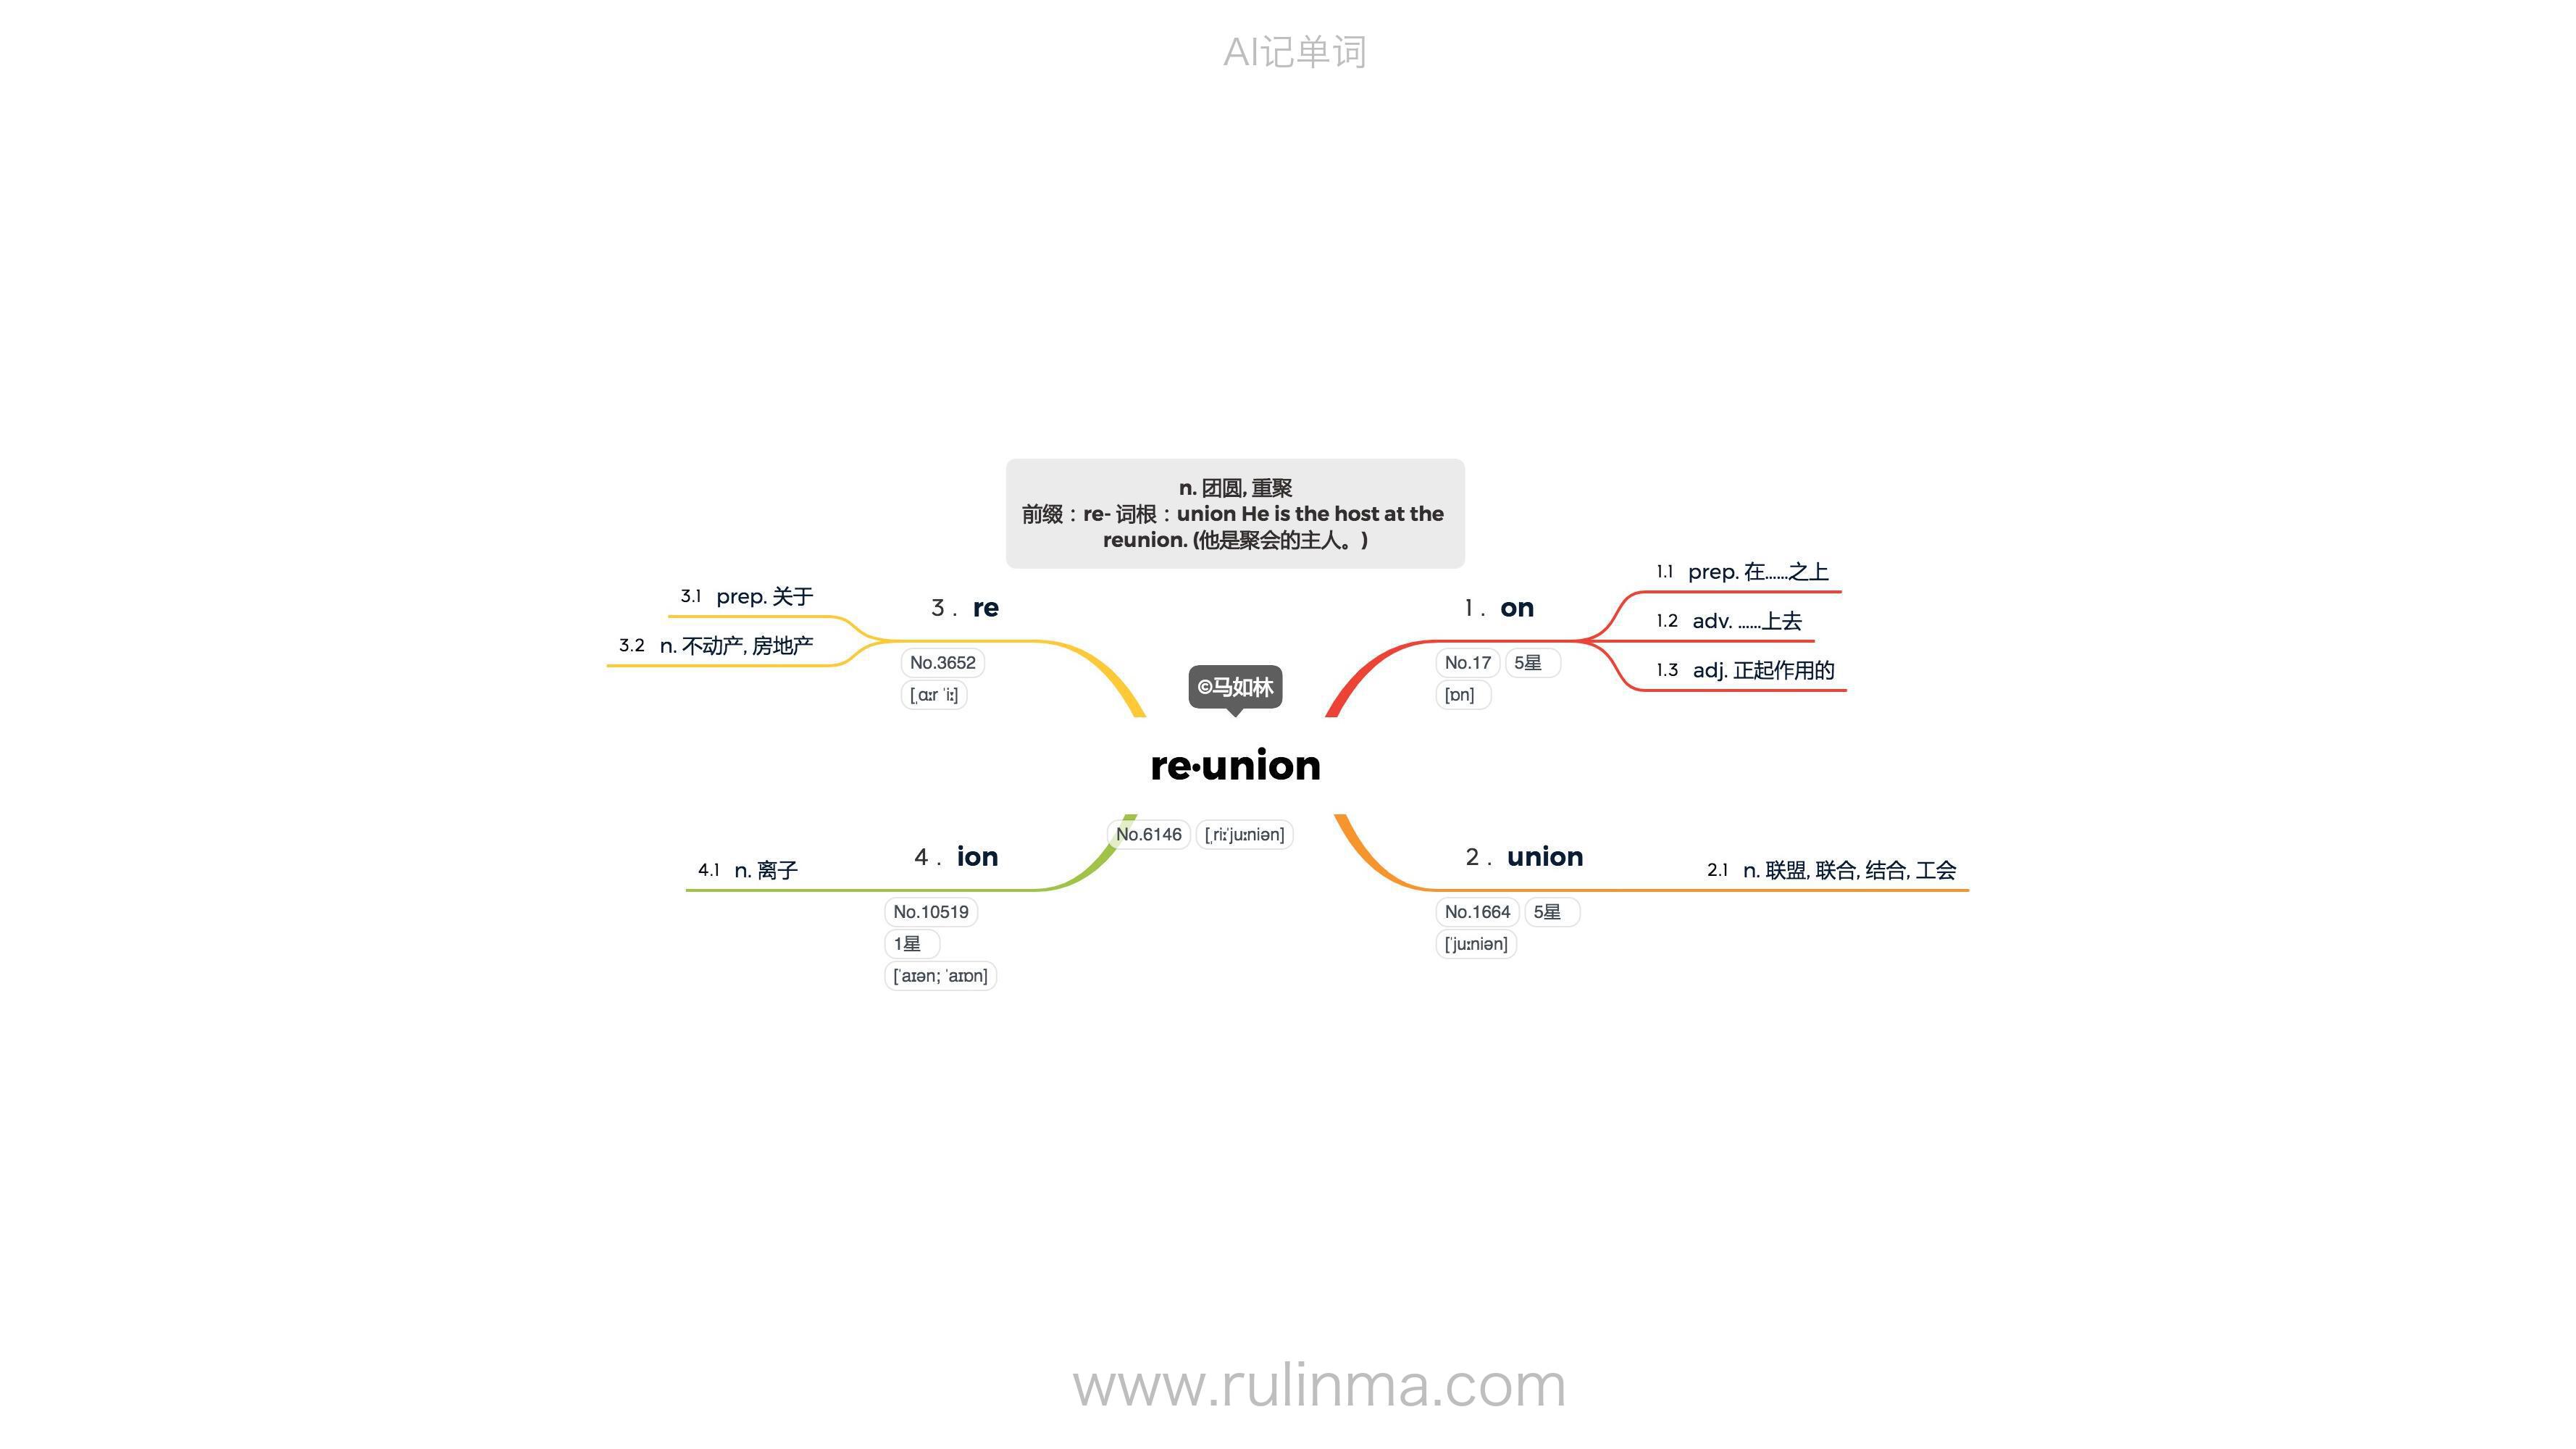 AI记单词
n. 团圆, 重聚
前缀：re- 词根：union He is the host at the
reunion. (他是聚会的主人。)
©马如林
re·union
No.6146 [ˌriːˈjuːniən]
1. on
No.17 5星
[ɒn]
1.1 prep. 在……之上
1.2 adv. ……上去
1.3 adj. 正起作用的
2. union
No.1664 5星
[ˈjuːniən]
2.1 n. 联盟, 联合, 结合, 工会
3. re
No.3652
[ˌɑːr ˈiː]
3.1 prep. 关于
3.2 n. 不动产, 房地产
4. ion
No.10519
1星
[ˈaɪən; ˈaɪɒn]
4.1 n. 离子
www.rulinma.com